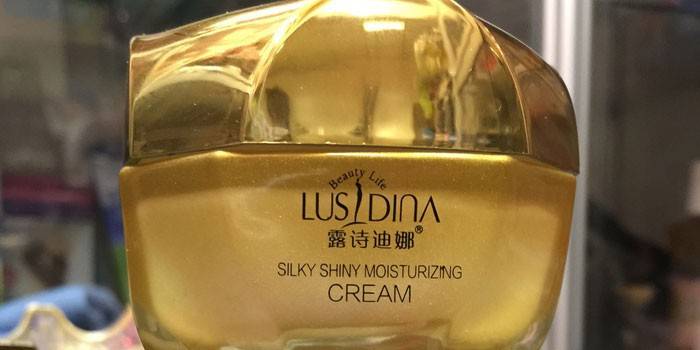 Beauty Life
LUSIDINA
露诗迪娜®
SILKY SHINY MOISTURIZING
CREAM